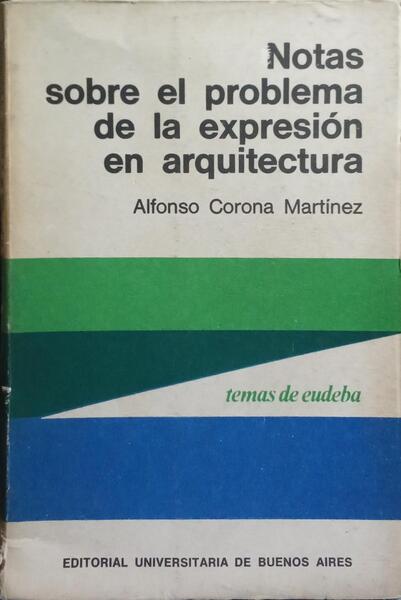 Notas
sobre el problema
de la expresión
en arquitectura
Alfonso Corona Martínez
temas de eudeba
EDITORIAL UNIVERSITARIA DE BUENOS AIRES